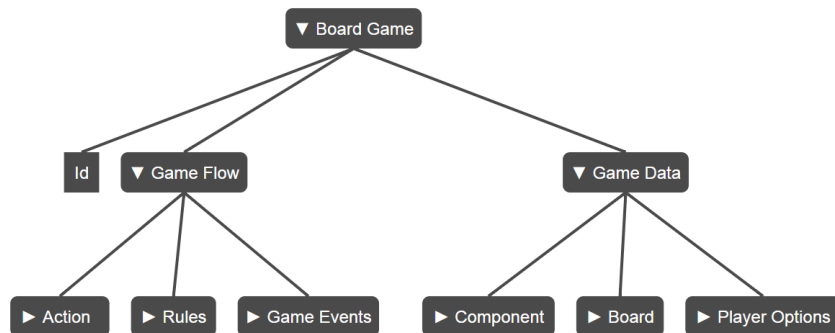 ▼ Board Game
Id
▼ Game Flow
▼ Game Data
► Action
► Rules
► Game Events
► Component
► Board
► Player Options